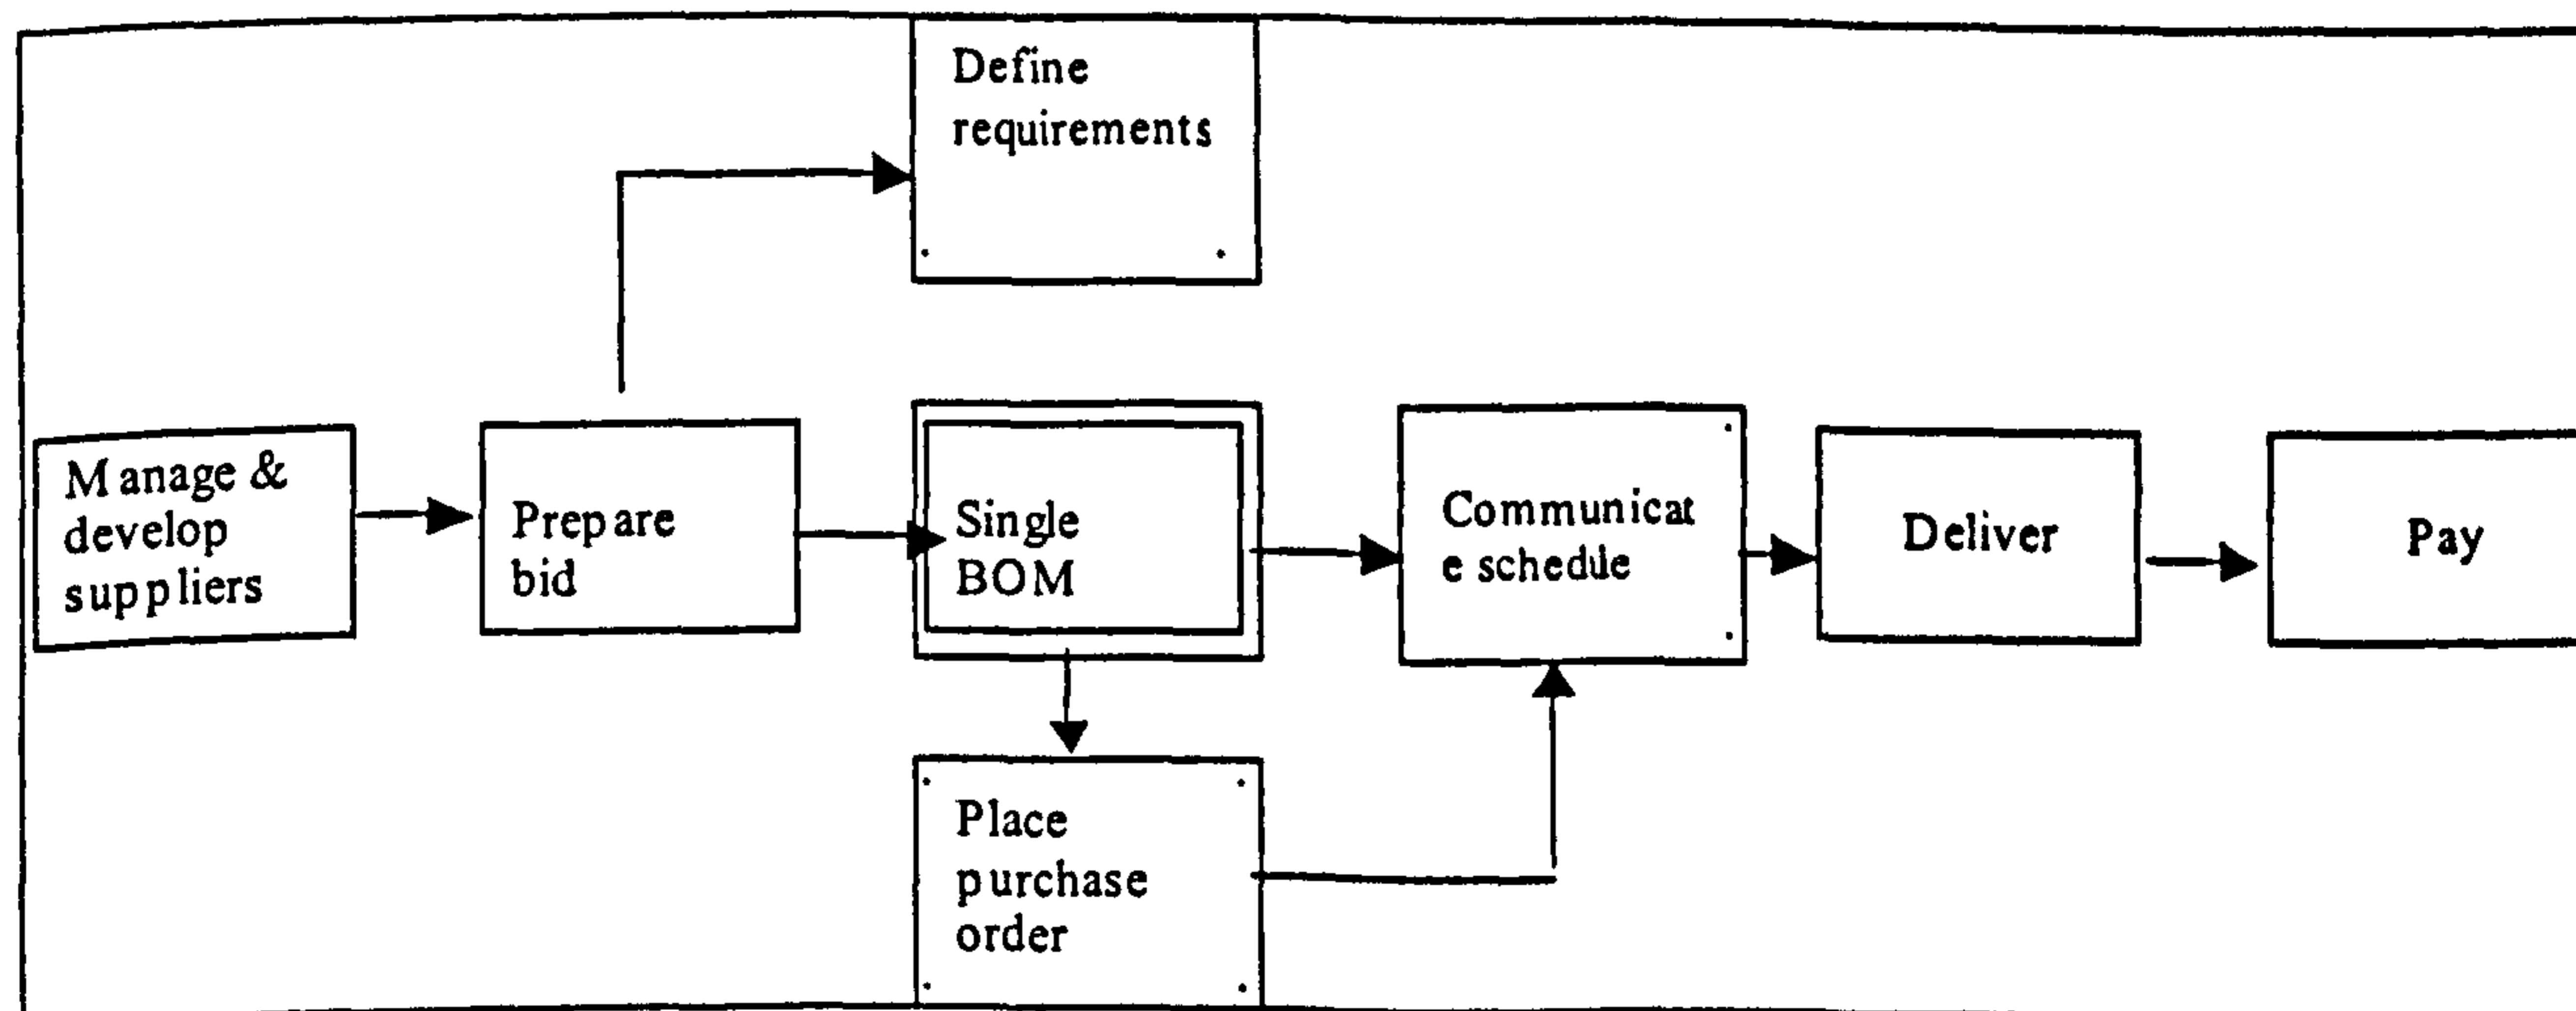 Define
requirements
Manage &
develop
suppliers
Prepare
bid
Single
BOM
Communicat
e schedule
Deliver
Pay
Place
purchase
order